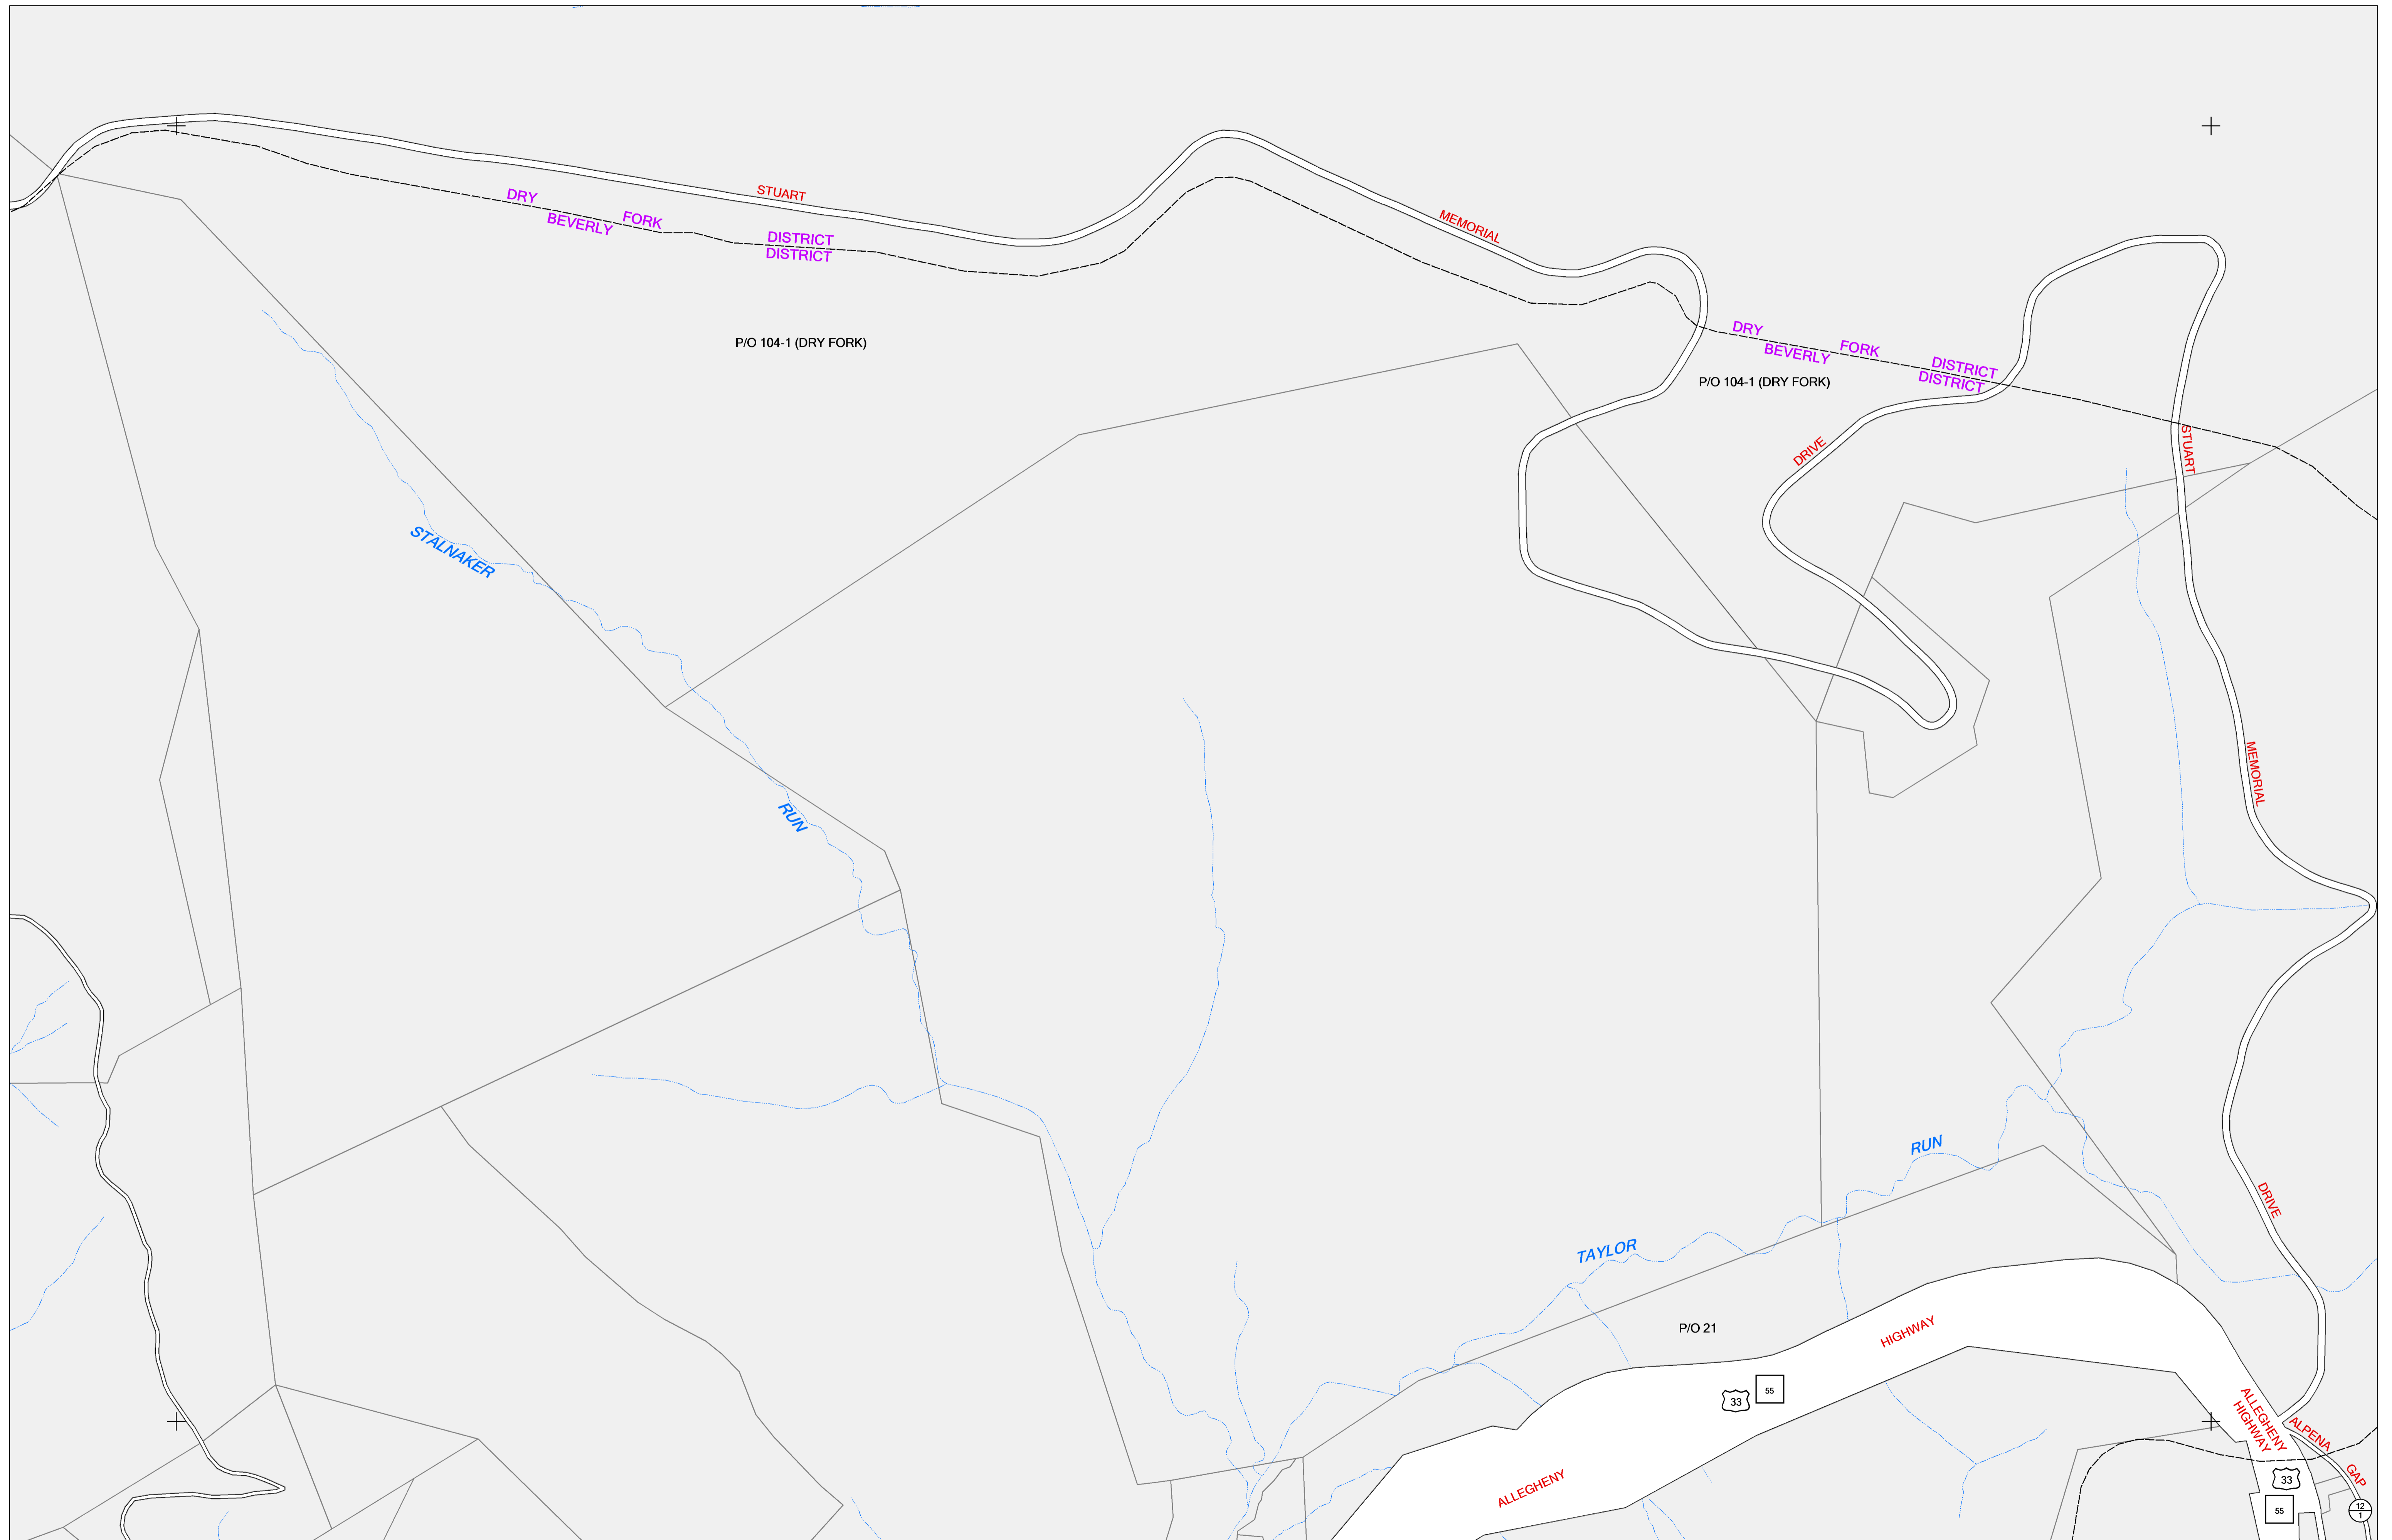 STUART
DRY
FORK
DISTRICT
BEVERLY
DISTRICT
MEMORIAL
P/O 104-1 (DRY FORK)
DRY
FORK
DISTRICT
BEVERLY
DISTRICT
P/O 104-1 (DRY FORK)
DRIVE
STUART
STALNAKER
RUN
MEMORIAL
RUN
TAYLOR
DRIVE
P/O 21
HIGHWAY
33
55
ALLEGHENY
HIGHWAY
ALPENA
GAP
ALLEGHENY
33
55
12
1